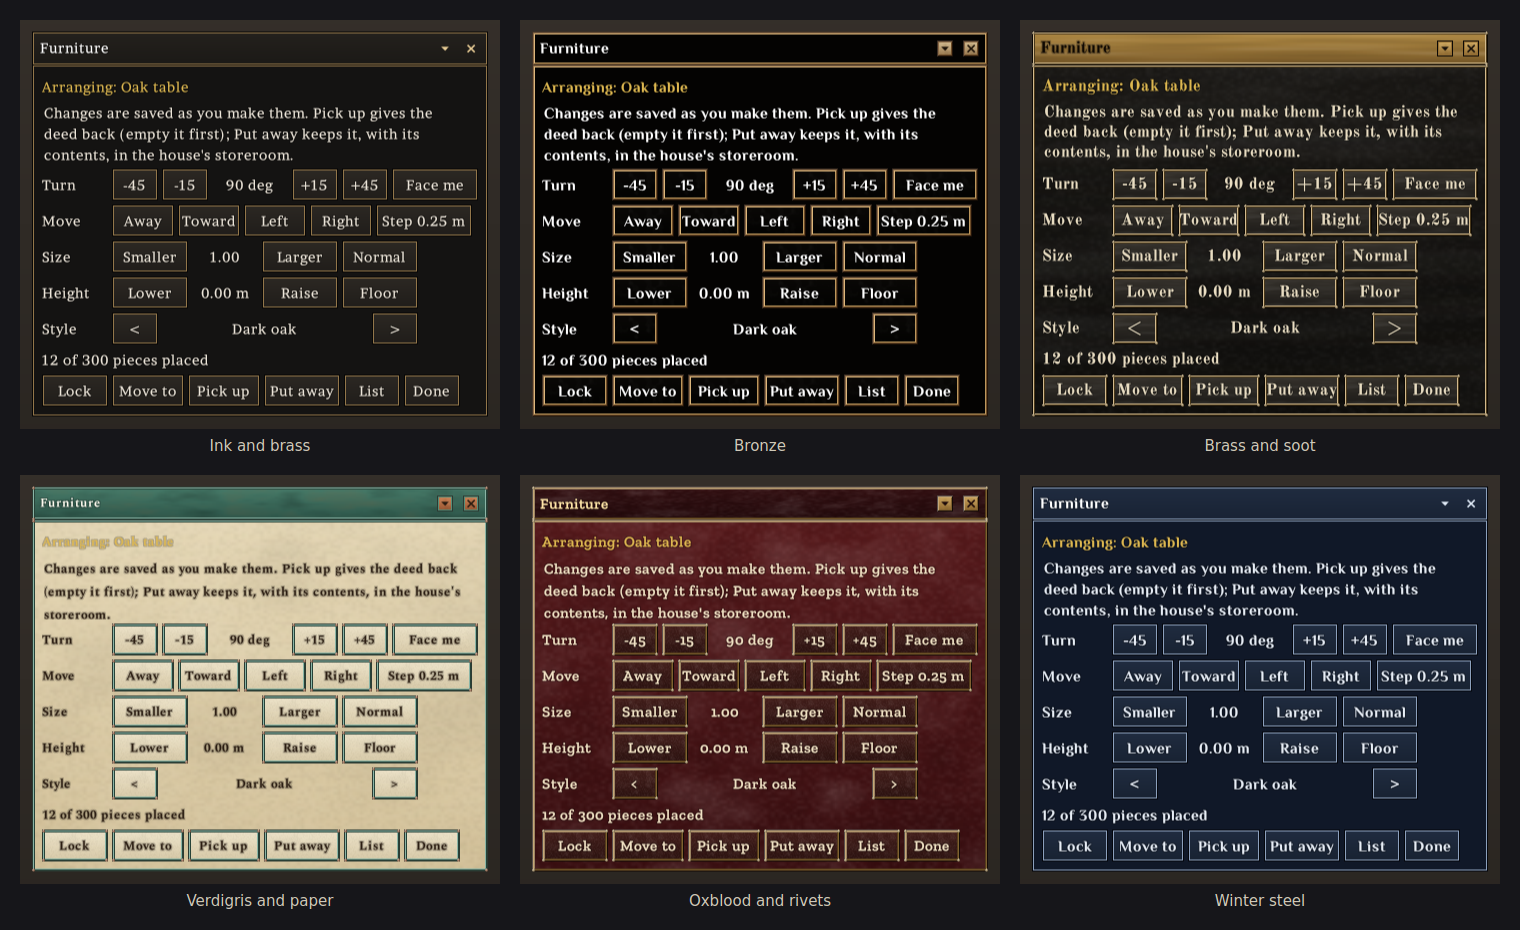 Furniture
Arranging: Oak table
Changes are saved as you make them. Pick up gives the
deed back (empty it first); Put away keeps it, with its
contents, in the house's storeroom.
Turn -45 -15 90 deg +15 +45 Face me
Move Away Toward Left Right Step 0.25 m
Size Smaller 1.00 Larger Normal
Height Lower 0.00 m Raise Floor
Style < Dark oak >
12 of 300 pieces placed
Lock Move to Pick up Put away List Done
Ink and brass
Furniture
Arranging: Oak table
Changes are saved as you make them. Pick up gives the
deed back (empty it first); Put away keeps it, with its
contents, in the house's storeroom.
Turn -45 -15 90 deg +15 +45 Face me
Move Away Toward Left Right Step 0.25 m
Size Smaller 1.00 Larger Normal
Height Lower 0.00 m Raise Floor
Style < Dark oak >
12 of 300 pieces placed
Lock Move to Pick up Put away List Done
Bronze
Furniture
Arranging: Oak table
Changes are saved as you make them. Pick up gives the
deed back (empty it first); Put away keeps it, with its
contents, in the house's storeroom.
Turn -45 -15 90 deg +15 +45 Face me
Move Away Toward Left Right Step 0.25 m
Size Smaller 1.00 Larger Normal
Height Lower 0.00 m Raise Floor
Style < Dark oak >
12 of 300 pieces placed
Lock Move to Pick up Put away List Done
Brass and soot
Furniture
Arranging: Oak table
Changes are saved as you make them. Pick up gives the deed back
(empty it first); Put away keeps it, with its contents, in the house's
storeroom.
Turn -45 -15 90 deg +15 +45 Face me
Move Away Toward Left Right Step 0.25 m
Size Smaller 1.00 Larger Normal
Height Lower 0.00 m Raise Floor
Style < Dark oak >
12 of 300 pieces placed
Lock Move to Pick up Put away List Done
Verdigris and paper
Furniture
Arranging: Oak table
Changes are saved as you make them. Pick up gives the
deed back (empty it first); Put away keeps it, with its
contents, in the house's storeroom.
Turn -45 -15 90 deg +15 +45 Face me
Move Away Toward Left Right Step 0.25 m
Size Smaller 1.00 Larger Normal
Height Lower 0.00 m Raise Floor
Style < Dark oak >
12 of 300 pieces placed
Lock Move to Pick up Put away List Done
Oxblood and rivets
Furniture
Arranging: Oak table
Changes are saved as you make them. Pick up gives the
deed back (empty it first); Put away keeps it, with its
contents, in the house's storeroom.
Turn -45 -15 90 deg +15 +45 Face me
Move Away Toward Left Right Step 0.25 m
Size Smaller 1.00 Larger Normal
Height Lower 0.00 m Raise Floor
Style < Dark oak >
12 of 300 pieces placed
Lock Move to Pick up Put away List Done
Winter steel